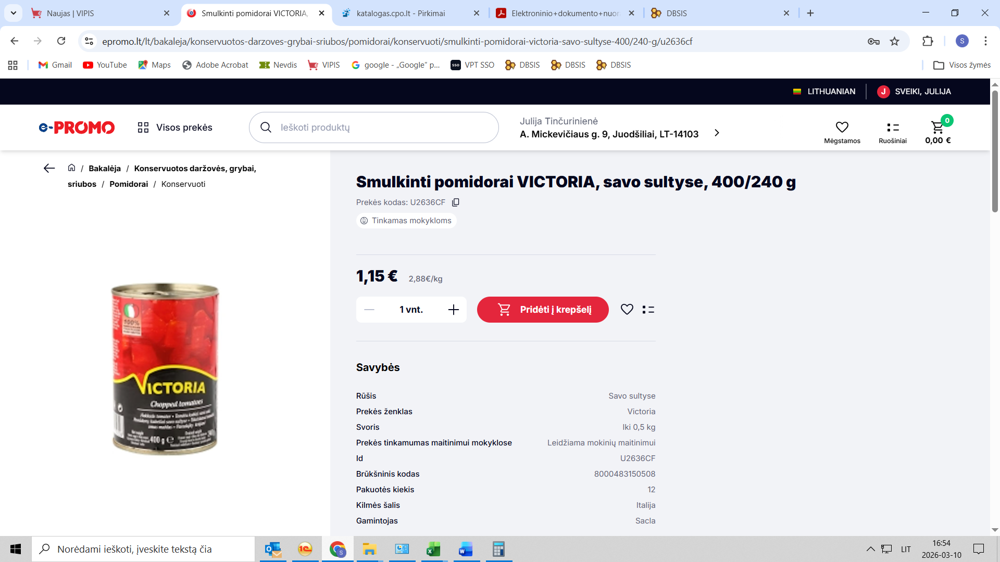 Naujas | VIPIS
Smulkinti pomidorai VICTORIA,
katalogas.cpo.lt - Pirkimai
Elektroninio+dokumento+nuor
DBSIS
epromo.lt/lt/bakaleja/konservuotos-darzoves-grybai-sriubos/pomidorai/konservuoti/smulkinti-pomidorai-victoria-savo-sultyse-400/240-g/u2636cf
S
Gmail
YouTube
Maps
Adobe Acrobat
Nevdis
VIPIS
google - „Google“ p...
sso
VPT SSO
DBSIS
DBSIS
DBSIS
Visos žymės
LITHUANIAN
J
SVEIKI, JULIJA
e-PROMO
Visos prekės
Ieškoti produktų
Julija Tinčurinienė
A. Mickevičiaus g. 9, Juodšiliai, LT-14103
Mėgstamos
Ruošiniai
0
0,00 €
/ Bakalėja / Konservuotos daržovės, grybai,
sriubos / Pomidorai / Konservuoti
Smulkinti pomidorai VICTORIA, savo sultyse, 400/240 g
Prekės kodas: U2636CF
Tinkamas mokykloms
1,15 €
2,88€/kg
1 vnt.
Pridėti į krepšelį
100%
VICTORIA
Chopped tomatoes
400 g
Savybės
Rūšis Savo sultyse
Prekės ženklas Victoria
Svoris Iki 0,5 kg
Prekės tinkamumas maitinimui mokyklose Leidžiama mokinių maitinimui
Id U2636CF
Brūkšninis kodas 8000483150508
Pakuotės kiekis 12
Kilmės šalis Italija
Gamintojas Sacla
Norėdami ieškoti, įveskite tekstą čia
LIT
16:54
2026-03-10